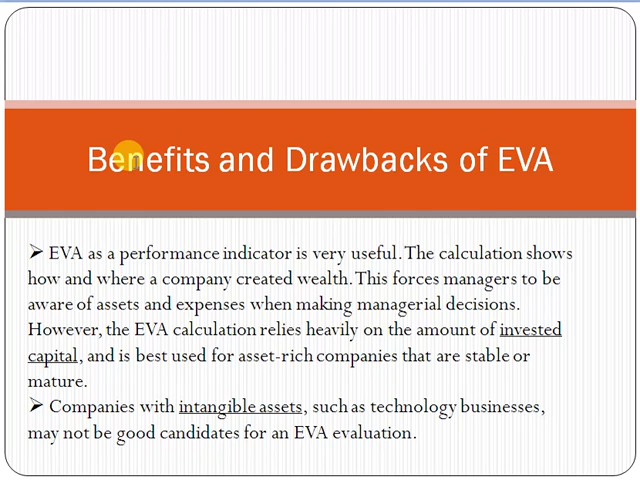 Benefits and Drawbacks of EVA
➢ EVA as a performance indicator is very useful. The calculation shows
how and where a company created wealth. This forces managers to be
aware of assets and expenses when making managerial decisions.
However, the EVA calculation relies heavily on the amount of invested
capital, and is best used for asset-rich companies that are stable or
mature.
➢ Companies with intangible assets, such as technology businesses,
may not be good candidates for an EVA evaluation.